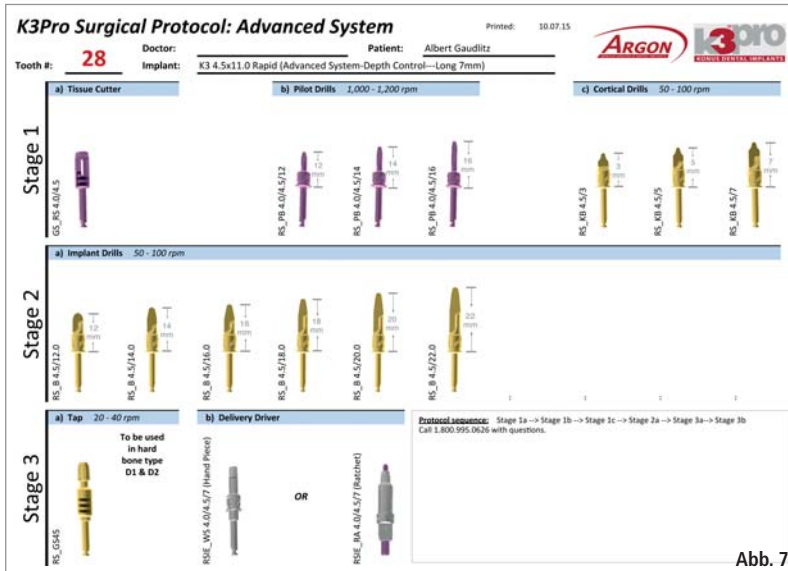 K3Pro Surgical Protocol: Advanced System
Printed: 10.07.15
ARGON
k3pro
KONUS DENTAL IMPLANTS
Tooth #: 28
Doctor:
Patient: Albert Gaudlitz
Implant: K3 4.5x11.0 Rapid (Advanced System-Depth Control---Long 7mm)
Stage 1
a) Tissue Cutter
GS_RS 4.0/4.5
b) Pilot Drills 1,000 - 1,200 rpm
RS_PB 4.0/4.5/12
12 mm
RS_PB 4.0/4.5/14
14 mm
RS_PB 4.0/4.5/16
16 mm
c) Cortical Drills 50 - 100 rpm
RS_KB 4.5/3
3 mm
RS_KB 4.5/5
5 mm
RS_KB 4.5/7
7 mm
Stage 2
a) Implant Drills 50 - 100 rpm
RS_B 4.5/12.0
12 mm
RS_B 4.5/14.0
14 mm
RS_B 4.5/16.0
16 mm
RS_B 4.5/18.0
18 mm
RS_B 4.5/20.0
20 mm
RS_B 4.5/22.0
22 mm
Stage 3
a) Tap 20 - 40 rpm
To be used
in hard
bone type
D1 & D2
RS_GS45
b) Delivery Driver
RSIE_WS 4.0/4.5/7 (Hand Piece)
OR
RSIE_RA 4.0/4.5/7 (Ratchet)
Protocol sequence: Stage 1a --> Stage 1b --> Stage 1c --> Stage 2a --> Stage 3a--> Stage 3b
Call 1.800.995.0626 with questions.
Abb. 7